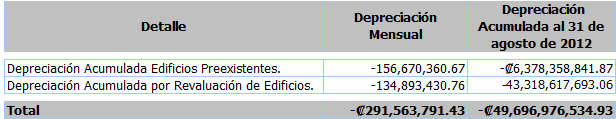 Detalle Depreciación Mensual Depreciación Acumulada al 31 de agosto de 2012
Depreciación Acumulada Edificios Preexistentes. -156,670,360.67 -₡6,378,358,841.87
Depreciación Acumulada por Revaluación de Edificios. -134,893,430.76 -43,318,617,693.06
Total -₡291,563,791.43 -₡49,696,976,534.93